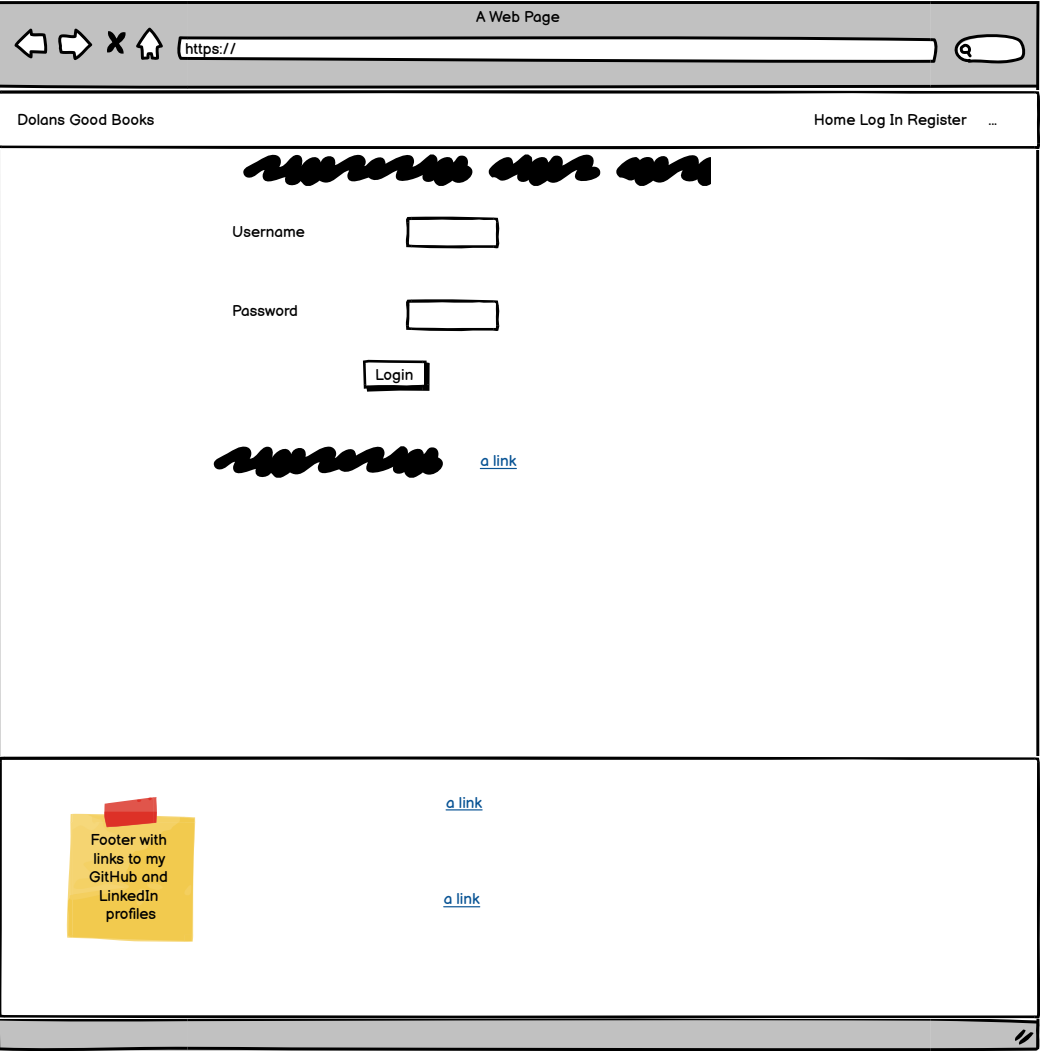 A Web Page
https://
Dolans Good Books
Home Log In Register ...
Username
Password
Login
a link
a link
Footer with
links to my
GitHub and
LinkedIn
profiles
a link